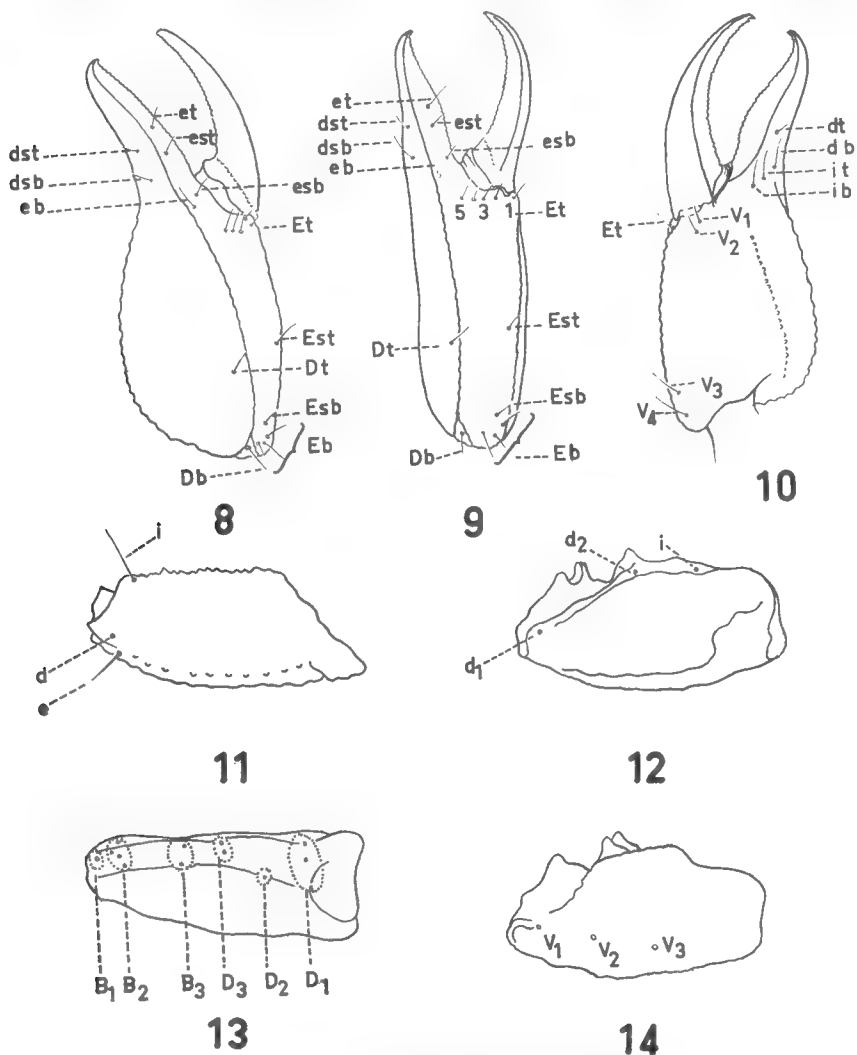 et
est
dst
dsb
eb
esb
Et
Est
Dt
Esb
Eb
Db
8
et
dst
est
dsb
eb
esb
5 3 1
Et
Est
Dt
Esb
Db
Eb
9
dt
db
it
ib
Et
V1
V2
V3
V4
10
i
d
e
11
d2
i
d1
12
B1 B2 B3 D3 D2 D1
13
V1
V2
V3
14